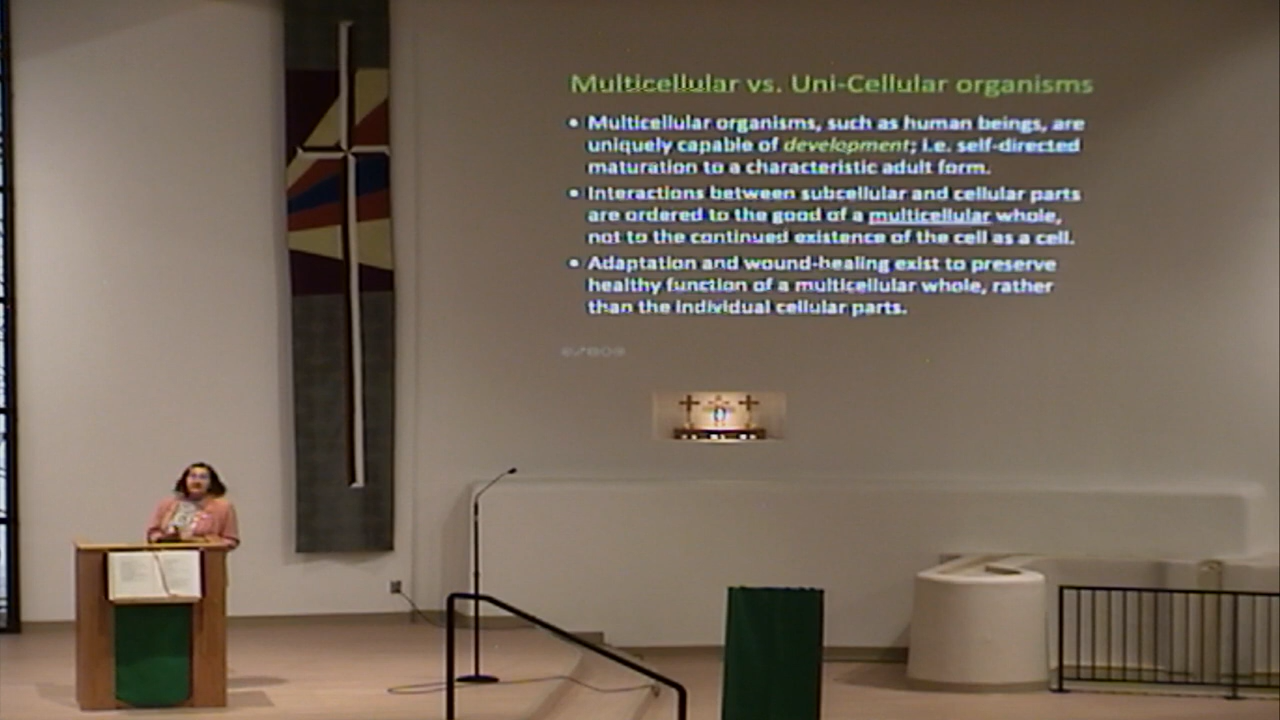 Multicellular vs. Uni-Cellular organisms
• Multicellular organisms, such as human beings, are
uniquely capable of development; i.e. self-directed
maturation to a characteristic adult form.
• Interactions between subcellular and cellular parts
are ordered to the good of a multicellular whole,
not to the continued existence of the cell as a cell.
• Adaptation and wound-healing exist to preserve
healthy function of a multicellular whole, rather
than the individual cellular parts.